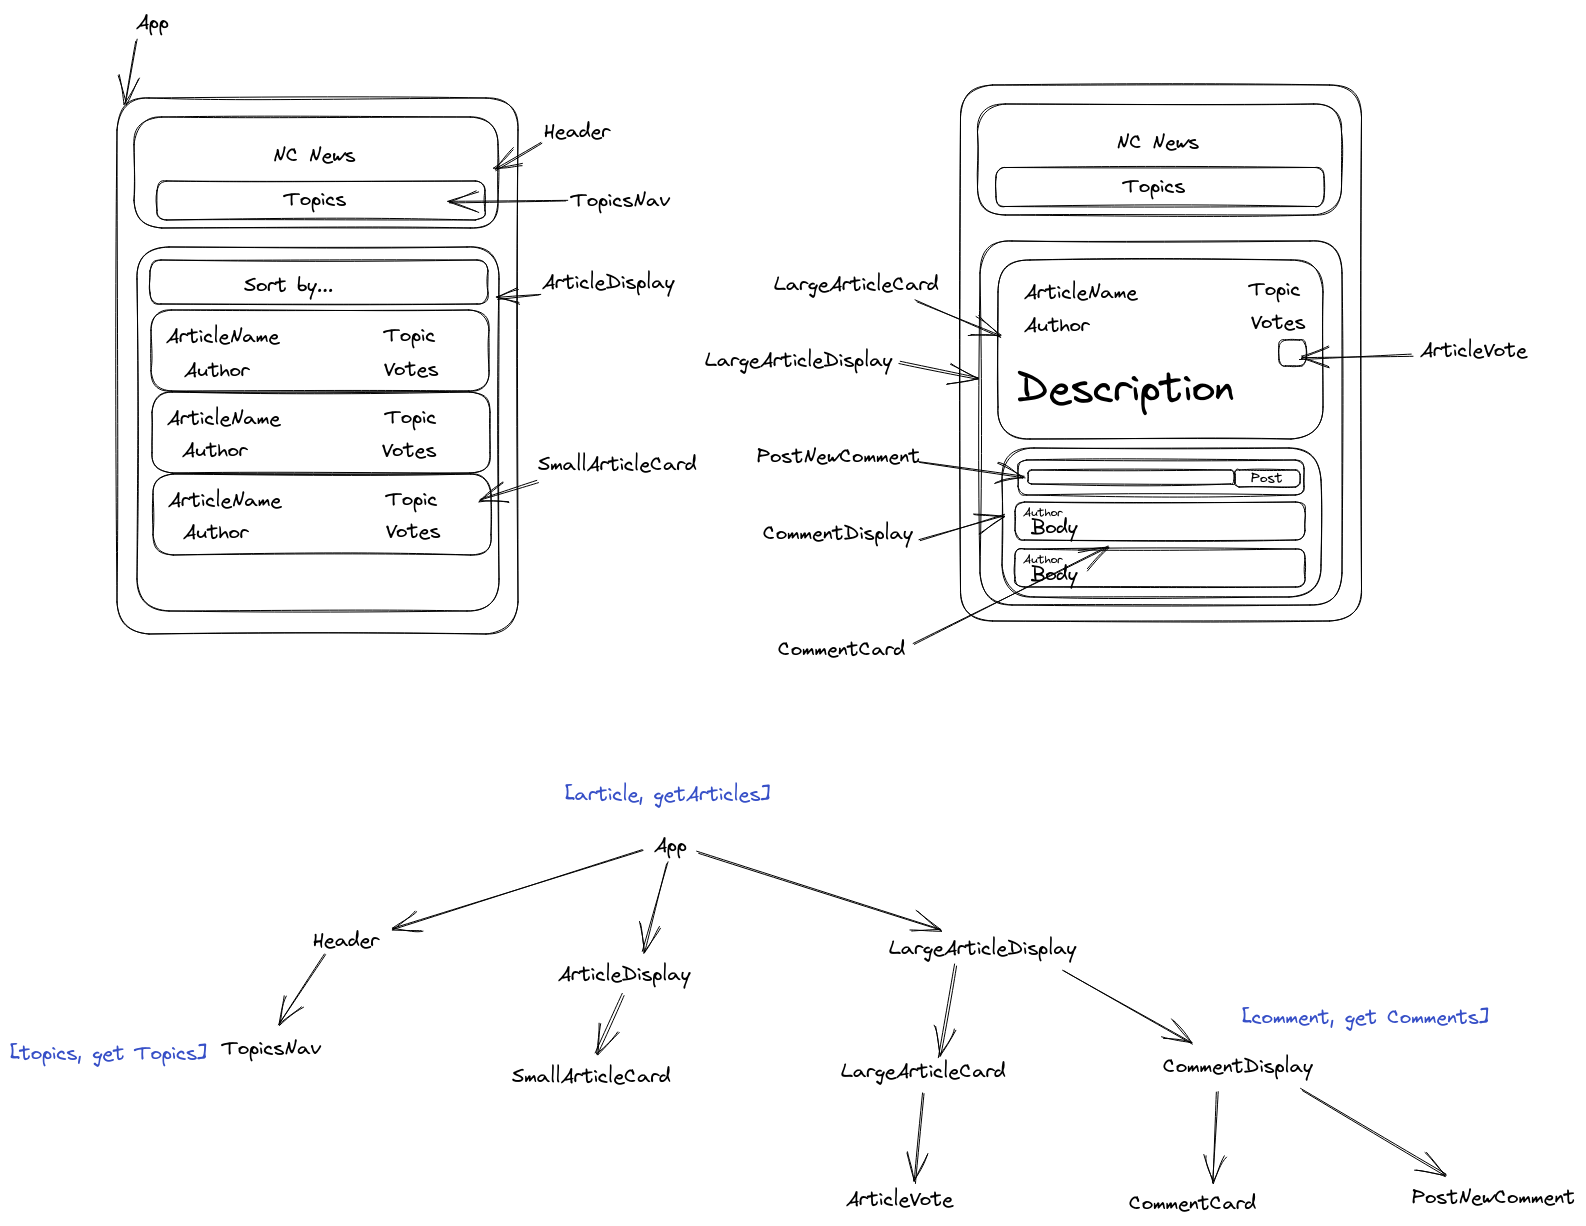 App
Header
NC News
Topics
TopicsNav
ArticleDisplay
Sort by...
ArticleName Topic
Author Votes
ArticleName Topic
Author Votes
SmallArticleCard
ArticleName Topic
Author Votes
NC News
Topics
LargeArticleCard
ArticleName Topic
Author Votes
ArticleVote
LargeArticleDisplay
Description
PostNewComment
Post
Author
Body
CommentDisplay
Author
Body
CommentCard
[article, getArticles]
App
Header
ArticleDisplay
LargeArticleDisplay
[topics, get Topics] TopicsNav
SmallArticleCard
LargeArticleCard
[comment, get Comments]
CommentDisplay
ArticleVote
CommentCard
PostNewComment